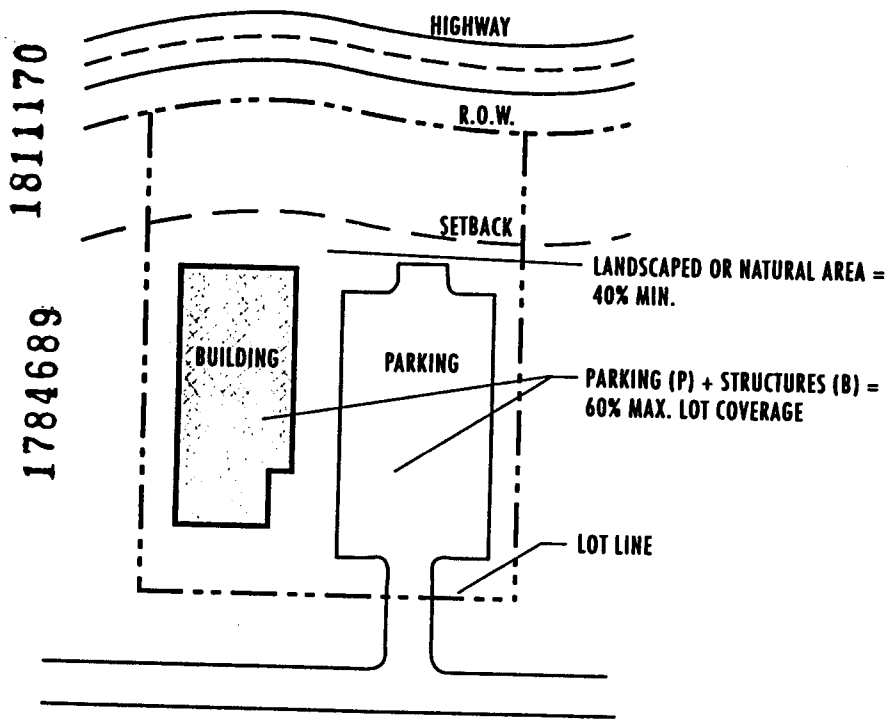 HIGHWAY
R.O.W.
1811170
SETBACK
LANDSCAPED OR NATURAL AREA =
40% MIN.
BUILDING
PARKING
PARKING (P) + STRUCTURES (B) =
60% MAX. LOT COVERAGE
1784689
LOT LINE